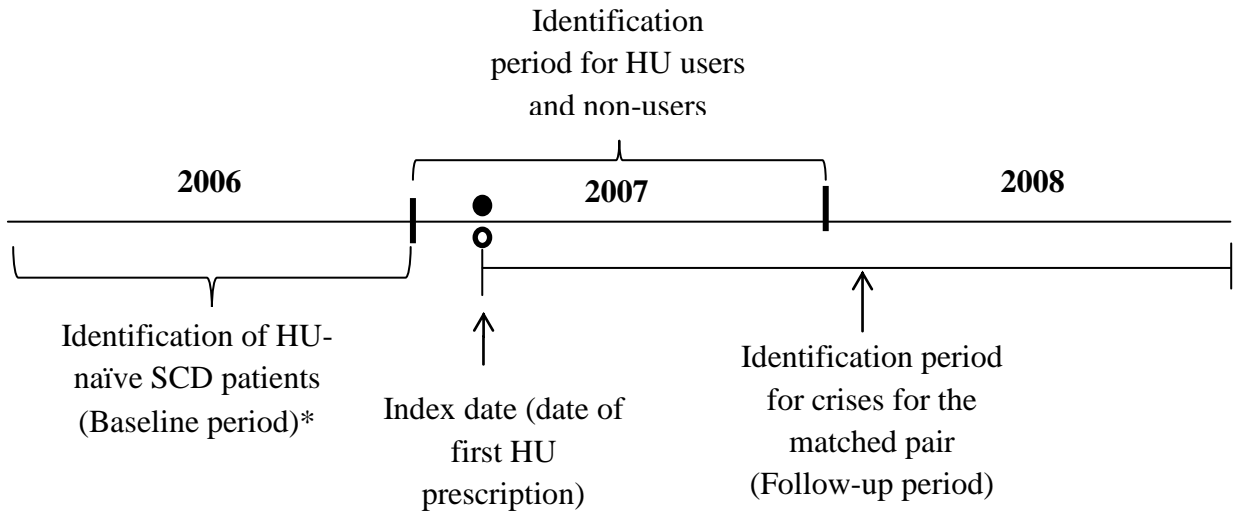 Identification
period for HU users
and non-users
2006
2007
2008
Identification of HU-
naïve SCD patients
(Baseline period)*
Index date (date of
first HU
prescription)
Identification period
for crises for the
matched pair
(Follow-up period)